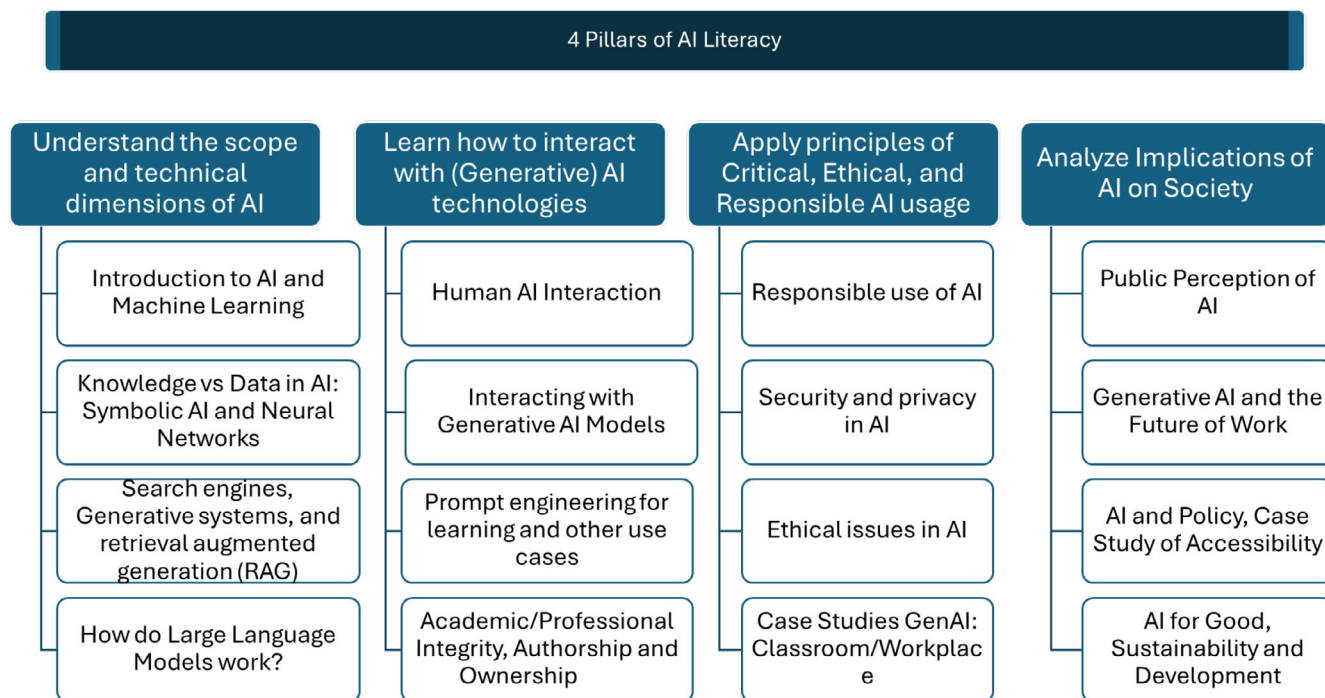 4 Pillars of AI Literacy
Understand the scope
and technical
dimensions of AI
Introduction to AI and
Machine Learning
Knowledge vs Data in AI:
Symbolic AI and Neural
Networks
Search engines,
Generative systems, and
retrieval augmented
generation (RAG)
How do Large Language
Models work?
Learn how to interact
with (Generative) AI
technologies
Human AI Interaction
Interacting with
Generative AI Models
Prompt engineering for
learning and other use
cases
Academic/Professional
Integrity, Authorship and
Ownership
Apply principles of
Critical, Ethical, and
Responsible AI usage
Responsible use of AI
Security and privacy
in AI
Ethical issues in AI
Case Studies GenAI:
Classroom/Workplac
e
Analyze Implications of
AI on Society
Public Perception of
AI
Generative AI and the
Future of Work
AI and Policy, Case
Study of Accessibility
AI for Good,
Sustainability and
Development